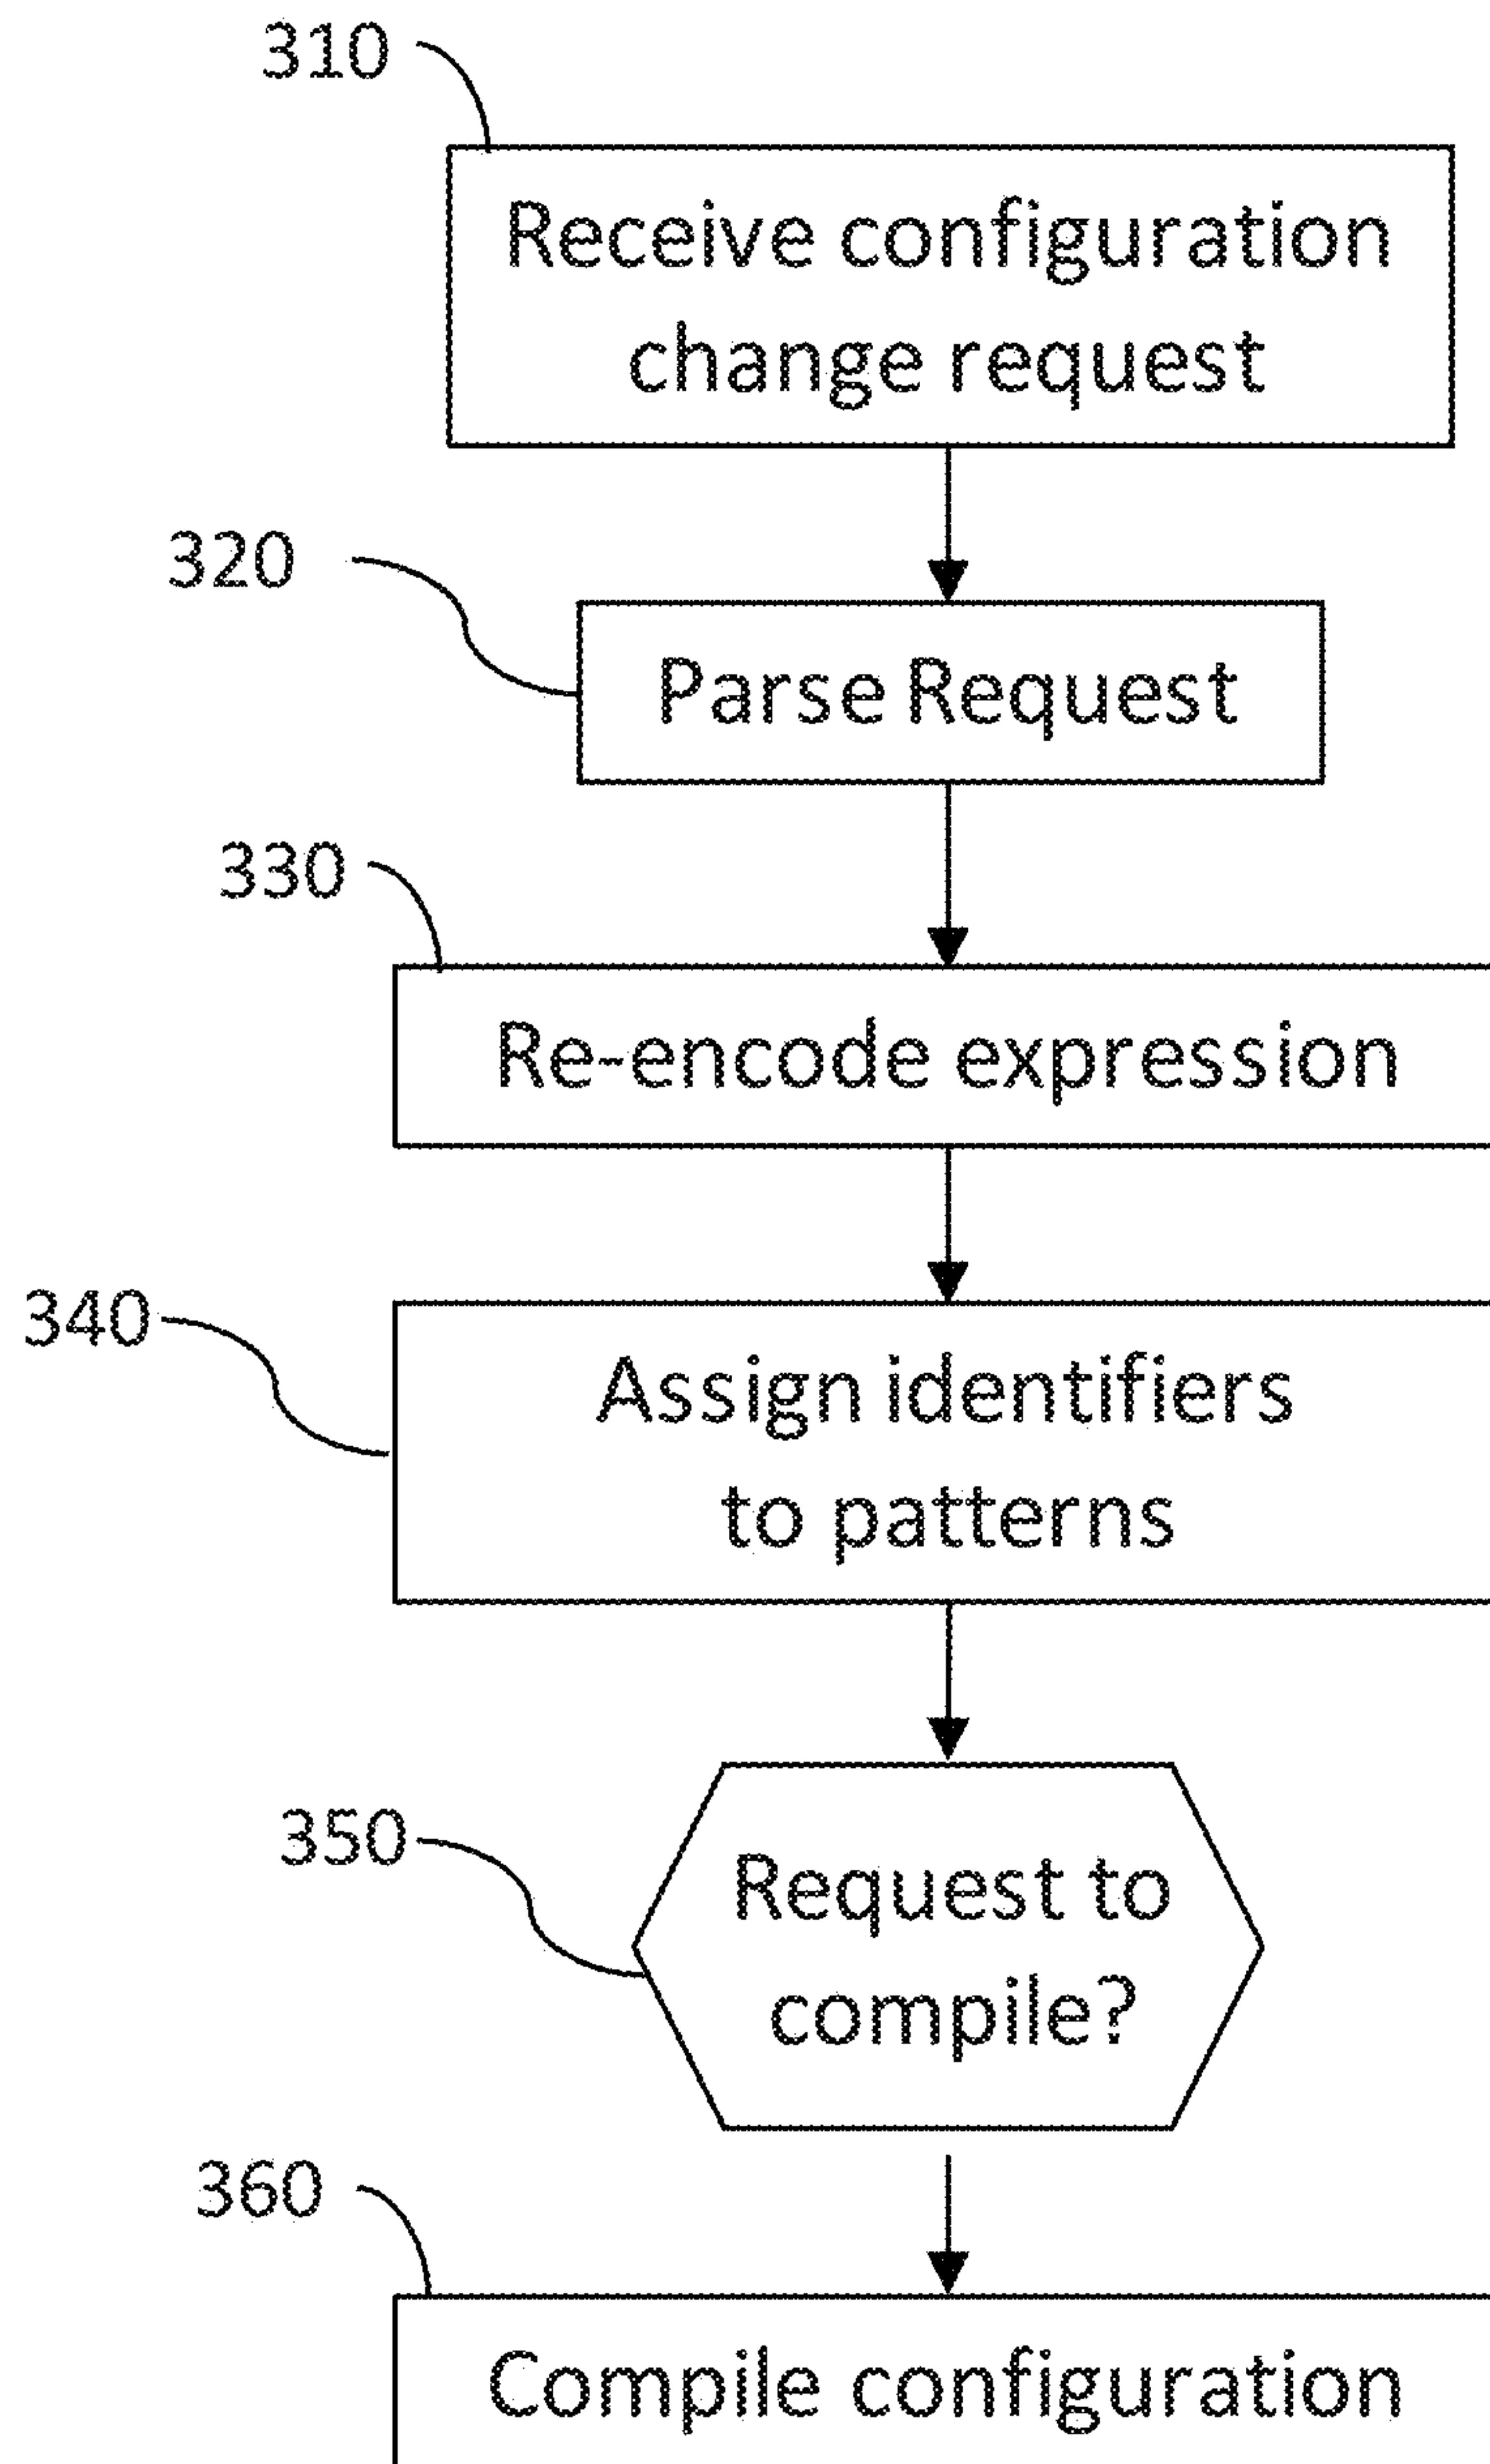 310
Receive configuration
change request
320
Parse Request
330
Re-encode expression
340
Assign identifiers
to patterns
350
Request to
compile?
360
Compile configuration